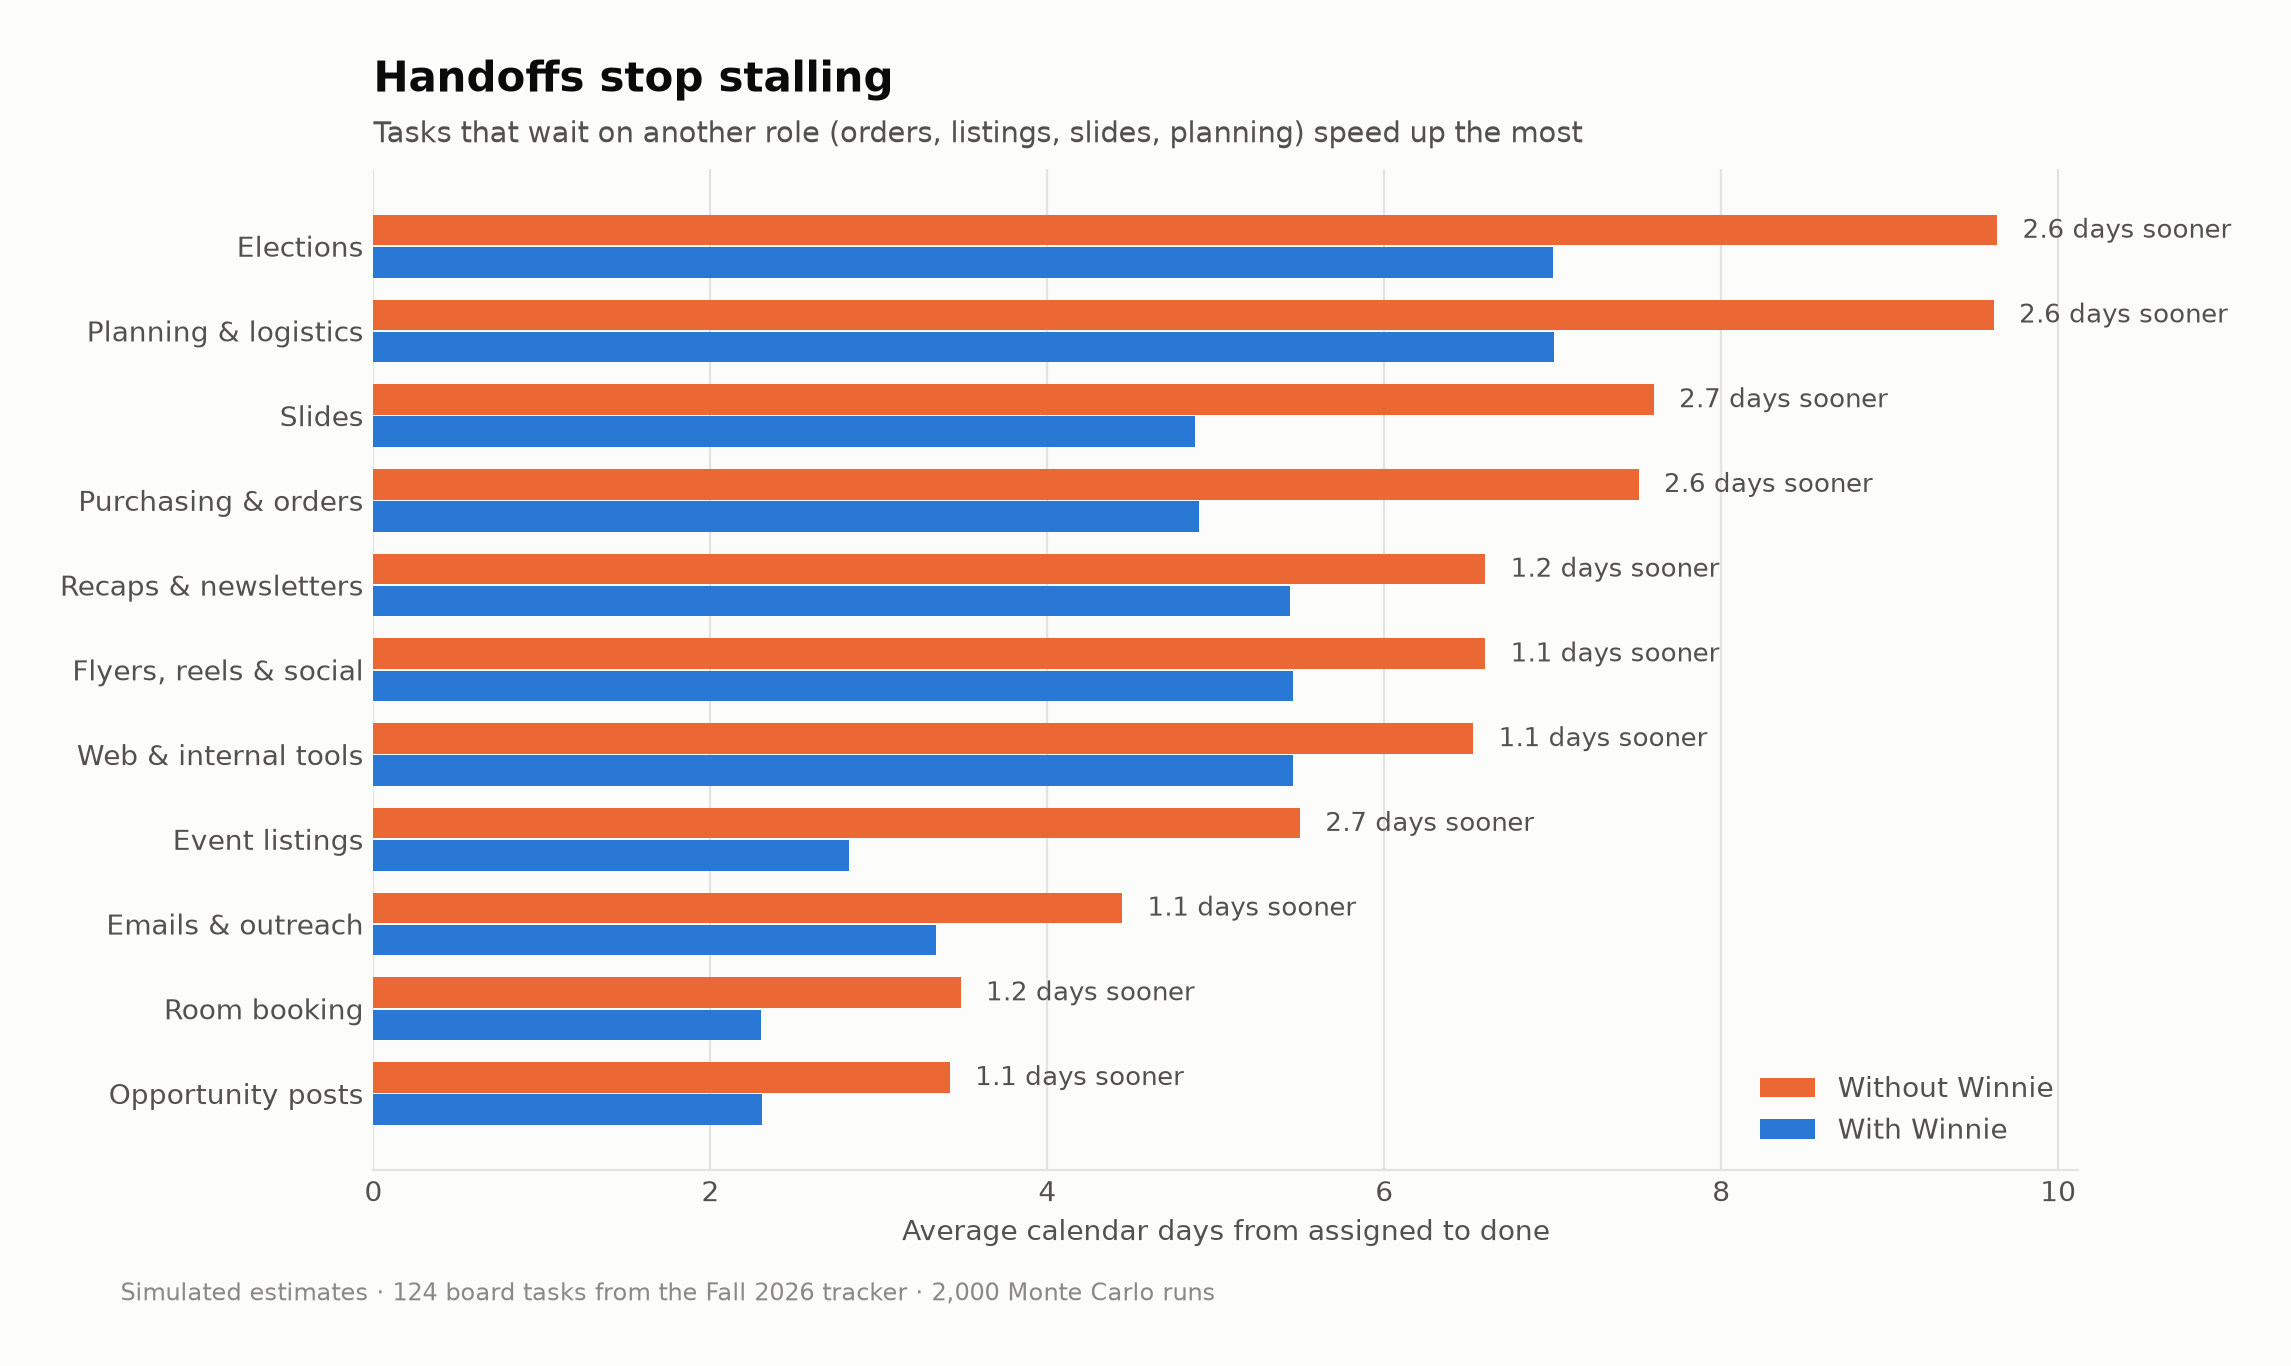 Handoffs stop stalling
Tasks that wait on another role (orders, listings, slides, planning) speed up the most
Elections
2.6 days sooner
Planning & logistics
2.6 days sooner
Slides
2.7 days sooner
Purchasing & orders
2.6 days sooner
Recaps & newsletters
1.2 days sooner
Flyers, reels & social
1.1 days sooner
Web & internal tools
1.1 days sooner
Event listings
2.7 days sooner
Emails & outreach
1.1 days sooner
Room booking
1.2 days sooner
Opportunity posts
1.1 days sooner
Without Winnie
With Winnie
0 2 4 6 8 10
Average calendar days from assigned to done
Simulated estimates · 124 board tasks from the Fall 2026 tracker · 2,000 Monte Carlo runs